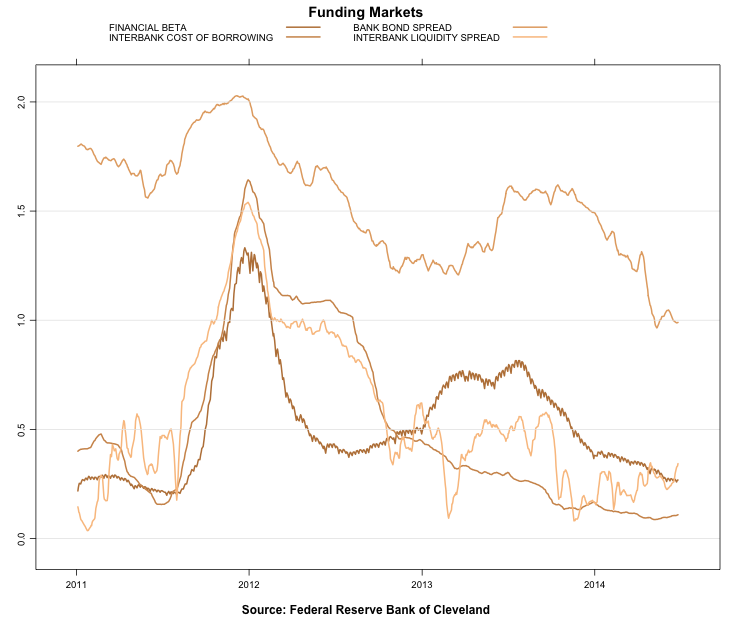 Funding Markets
FINANCIAL BETA
BANK BOND SPREAD
INTERBANK COST OF BORROWING
INTERBANK LIQUIDITY SPREAD
2.0
1.5
1.0
0.5
0.0
2011 2012 2013 2014
Source: Federal Reserve Bank of Cleveland